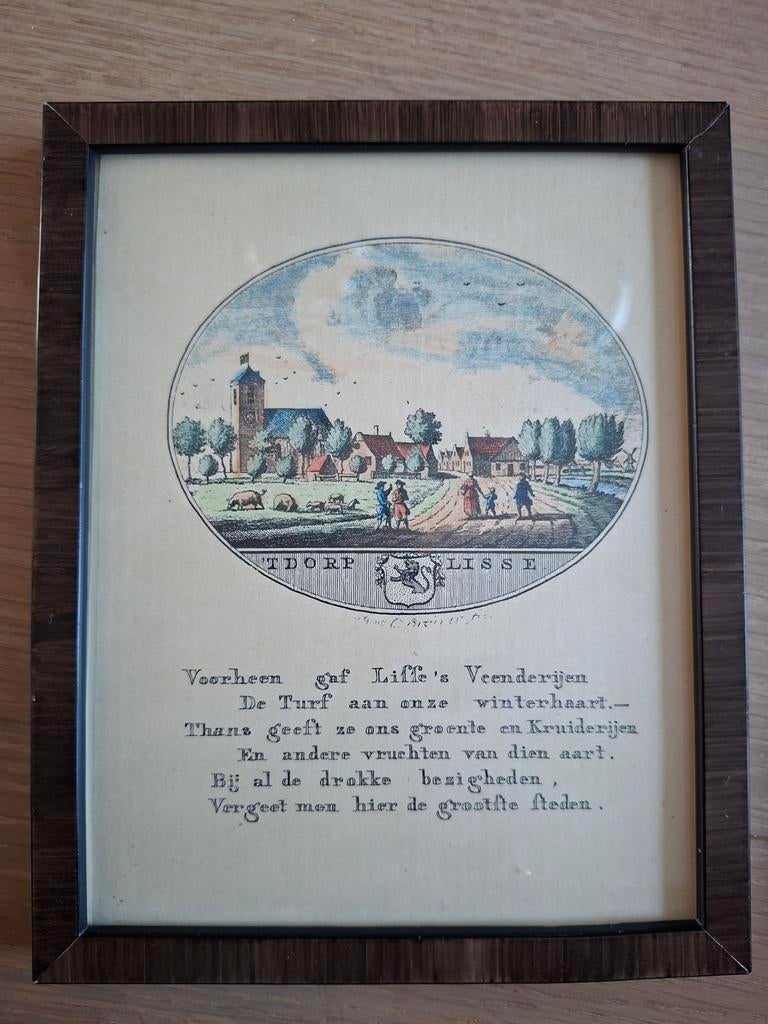 'T DORP LISSE
Voorheen gaf Liſſe's Veenderijen
De Turf aan onze winterhaart.—
Thans geeft ze ons groente en Kruiderijen
En andere vruchten van dien aart.
Bij al de drokke bezigheden,
Vergeet men hier de grootſte ſteden.